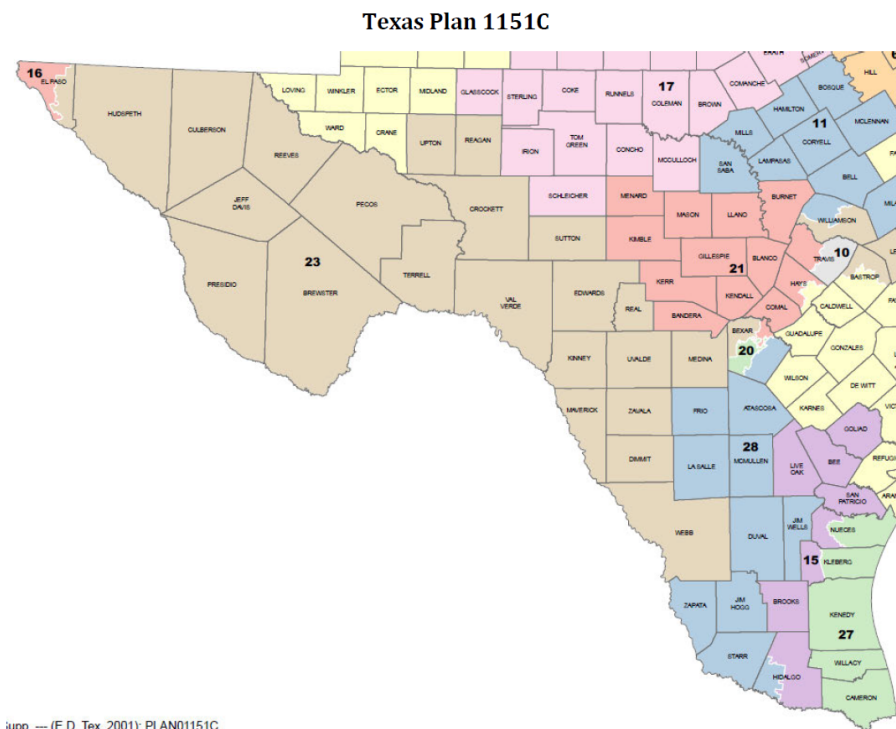 Texas Plan 1151C
16
EL PASO
HUDSPETH
CULBERSON
REEVES
JEFF
DAVIS
PRESIDIO
23
BREWSTER
PECOS
TERRELL
LOVING
WINKLER
ECTOR
MIDLAND
GLASSCOCK
STERLING
COKE
RUNNELS
17
COLEMAN
BROWN
COMANCHE
BOSQUE
HILL
HAMILTON
MCLENNAN
WARD
CRANE
UPTON
REAGAN
IRION
TOM
GREEN
CONCHO
MCCULLOCH
MILLS
SAN
SABA
LAMPASAS
11
CORYELL
BELL
CROCKETT
SCHLEICHER
MENARD
MASON
LLANO
BURNET
WILLIAMSON
SUTTON
KIMBLE
GILLESPIE
21
BLANCO
TRAVIS
10
BASTROP
HAYS
VAL
VERDE
EDWARDS
REAL
KERR
KENDALL
COMAL
BANDERA
CALDWELL
GUADALUPE
GONZALES
KINNEY
UVALDE
MEDINA
BEXAR
20
WILSON
DE WITT
KARNES
MAVERICK
ZAVALA
FRIO
ATASCOSA
GOLIAD
DIMMIT
LA SALLE
28
MCMULLEN
LIVE
OAK
BEE
SAN
PATRICIO
WEBB
DUVAL
JIM
WELLS
NUECES
15
KLEBERG
ZAPATA
JIM
HOGG
BROOKS
KENEDY
27
STARR
HIDALGO
WILLACY
CAMERON
(E.D. Tex. 2001): PLAN01151C